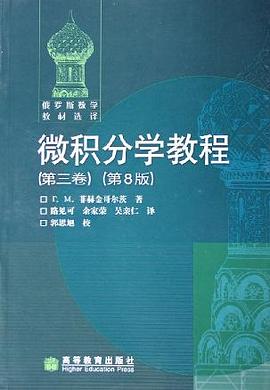 俄罗斯数学
教材选译
微积分学教程
(第三卷) (第8版)
Г. М. 菲赫金哥尔茨 著
路见可 余家荣 吴亲仁 译
郭思旭 校
高等教育出版社
Higher Education Press